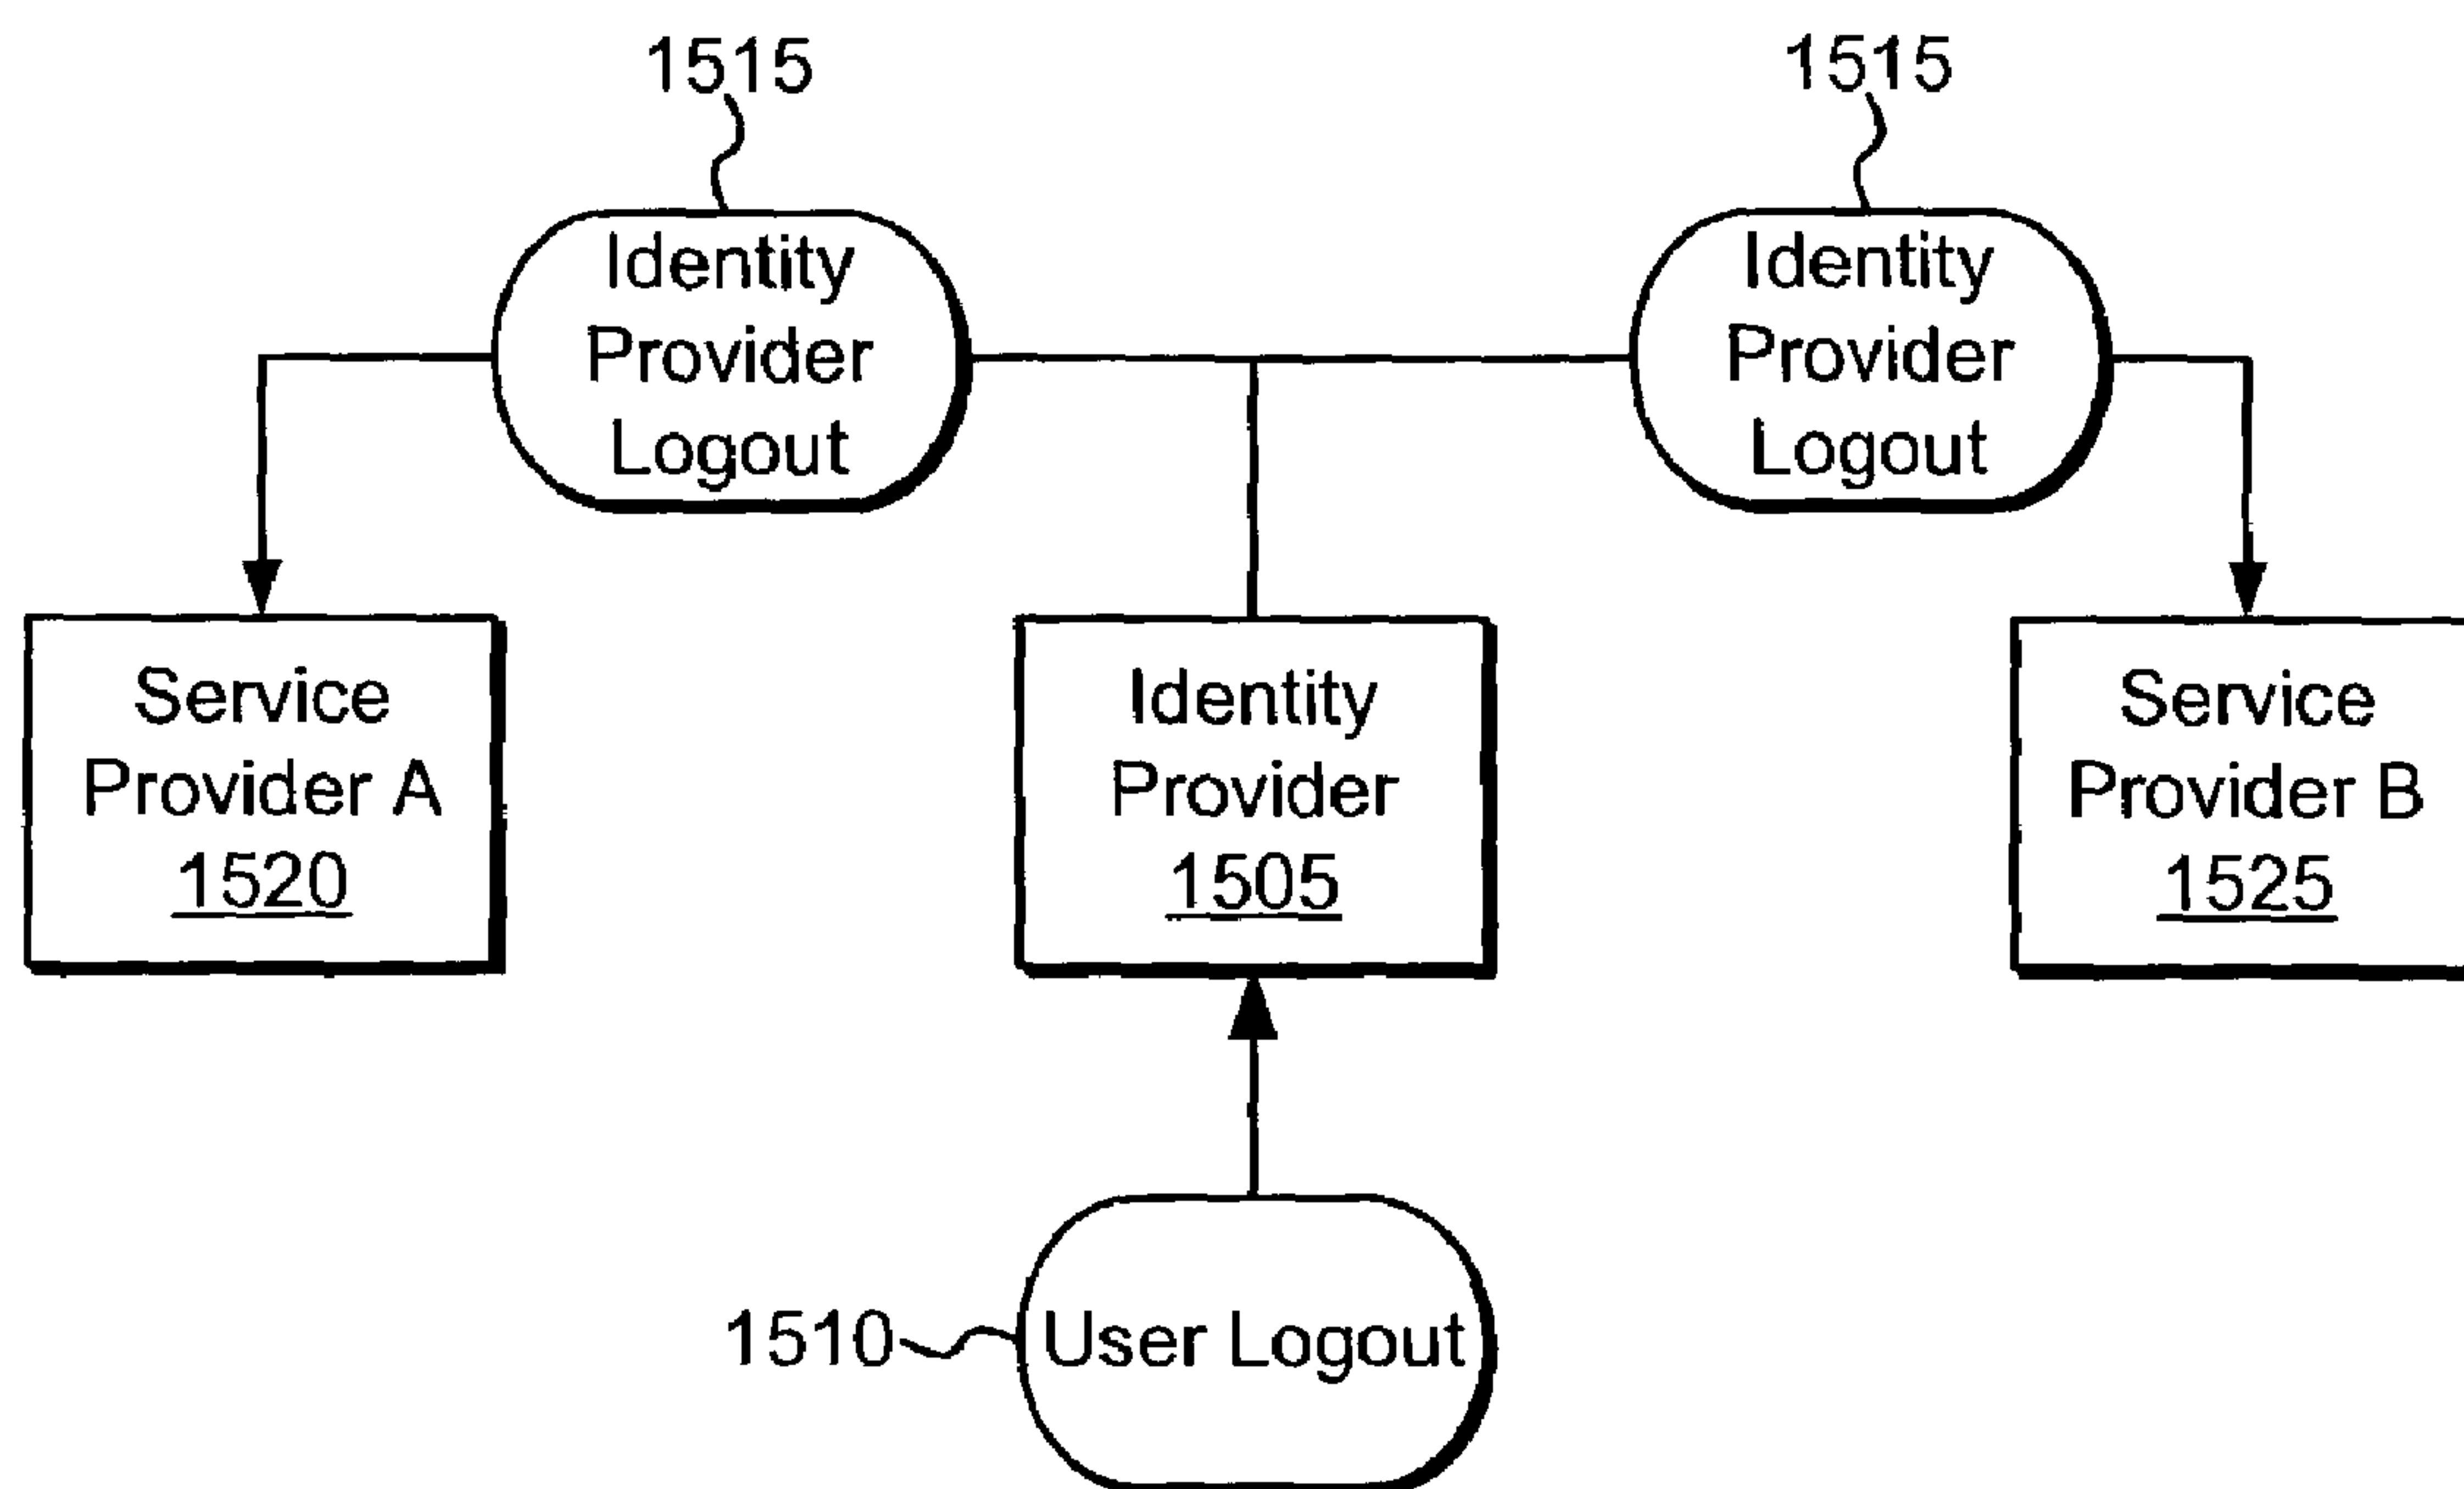 1515
1515
Identity
Provider
Logout
Identity
Provider
Logout
Service
Provider A
1520
Identity
Provider
1505
Service
Provider B
1525
1510
User Logout